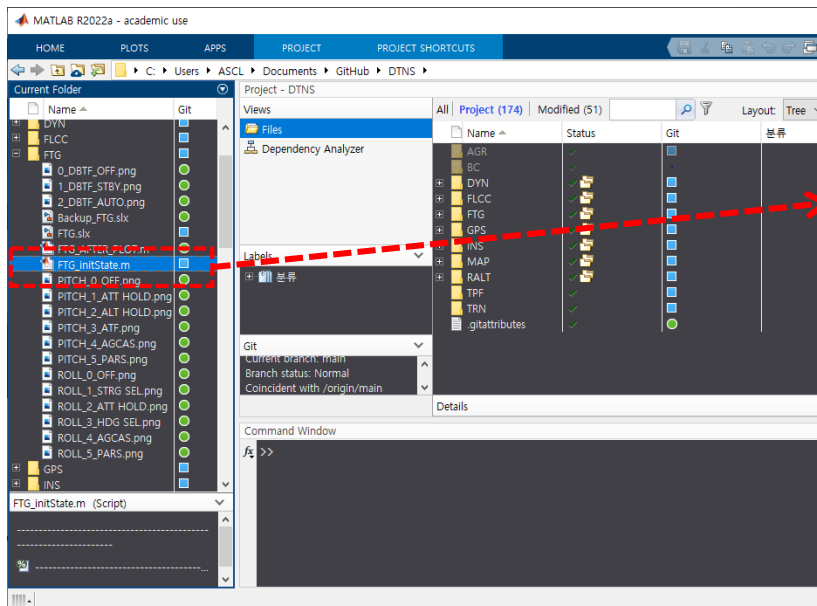 MATLAB R2022a - academic use
HOME PLOTS APPS PROJECT PROJECT SHORTCUTS
C: Users ASCL Documents GitHub DTNS
Current Folder
Name Git
DYN
FLCC
FTG
0_DBTF_OFF.png
1_DBTF_STBY.png
2_DBTF_AUTO.png
Backup_FTG.slx
FTG.slx
FTG_AFTER_PLOT.m
FTG_initState.m
PITCH_0_OFF.png
PITCH_1_ATT HOLD.png
PITCH_2_ALT HOLD.png
PITCH_3_ATF.png
PITCH_4_AGCAS.png
PITCH_5_PARS.png
ROLL_0_OFF.png
ROLL_1_STRG SEL.png
ROLL_2_ATT HOLD.png
ROLL_3_HDG SEL.png
ROLL_4_AGCAS.png
ROLL_5_PARS.png
GPS
INS
FTG_initState.m (Script)
Project - DTNS
Views
Files
Dependency Analyzer
Labels
분류
Git
Current branch: main
Branch status: Normal
Coincident with /origin/main
All Project (174) Modified (51) Layout: Tree
Name Status Git 분류
AGR
BC
DYN
FLCC
FTG
GPS
INS
MAP
RALT
TPF
TRN
.gitattributes
Details
Command Window
fx >>